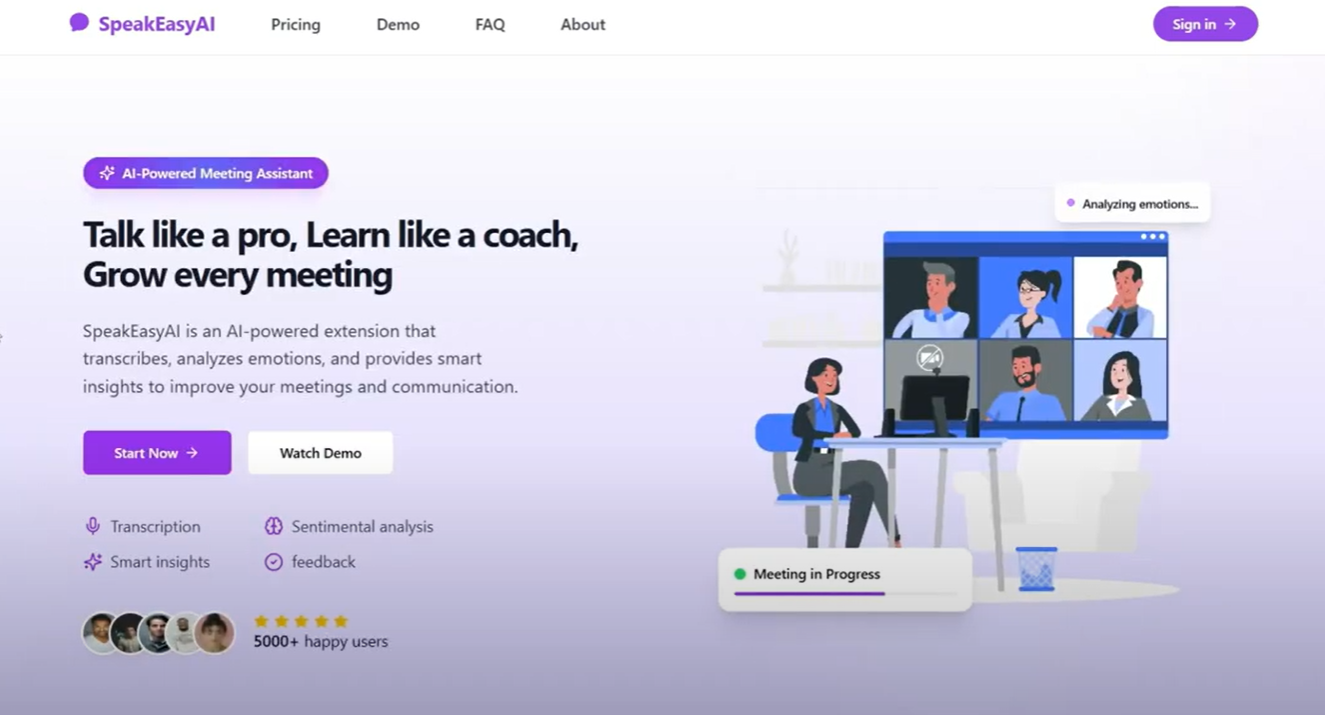 SpeakEasyAI
Pricing
Demo
FAQ
About
Sign in
AI-Powered Meeting Assistant
Talk like a pro, Learn like a coach,
Grow every meeting
SpeakEasyAI is an AI-powered extension that
transcribes, analyzes emotions, and provides smart
insights to improve your meetings and communication.
Start Now
Watch Demo
Transcription
Sentimental analysis
Smart insights
feedback
5000+ happy users
Analyzing emotions...
Meeting in Progress